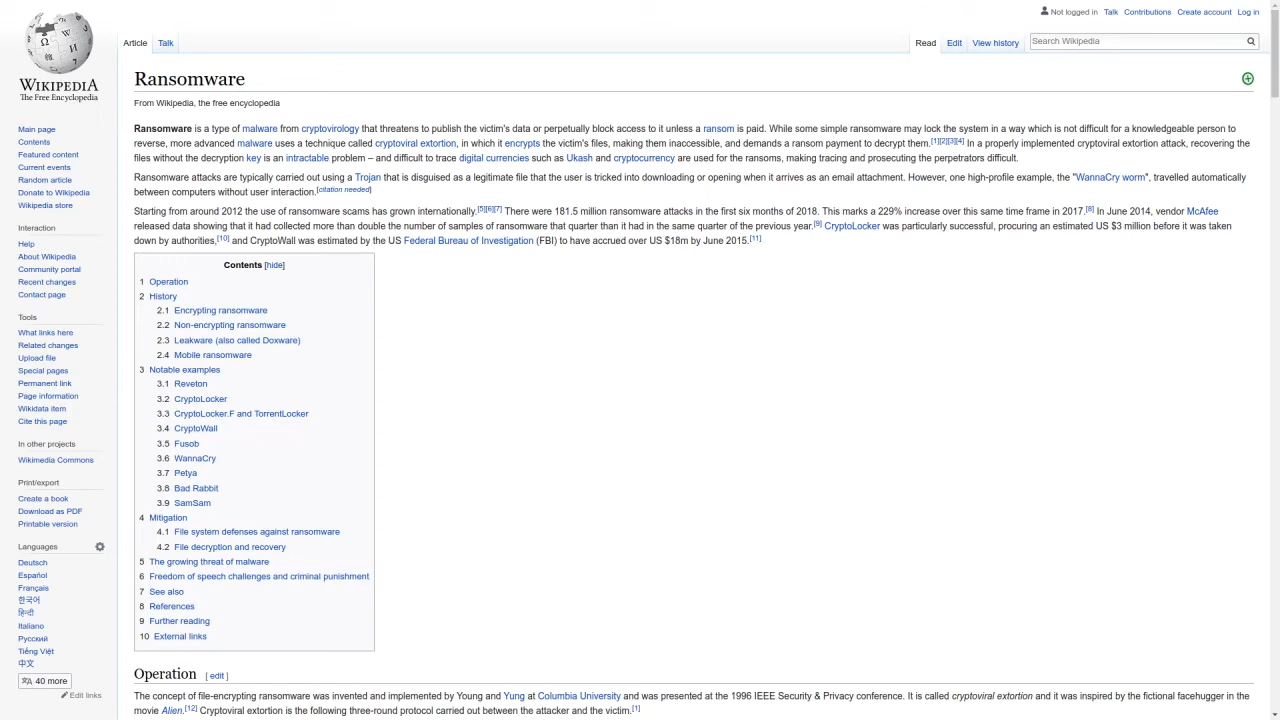 Not logged in Talk Contributions Create account Log in
Article Talk Read Edit View history Search Wikipedia
WIKIPEDIA
The Free Encyclopedia
Main page
Contents
Featured content
Current events
Random article
Donate to Wikipedia
Wikipedia store
Interaction
Help
About Wikipedia
Community portal
Recent changes
Contact page
Tools
What links here
Related changes
Upload file
Special pages
Permanent link
Page information
Wikidata item
Cite this page
In other projects
Wikimedia Commons
Print/export
Create a book
Download as PDF
Printable version
Languages
Deutsch
Español
Français
한국어
हिन्दी
Italiano
Русский
Tiếng Việt
中文
40 more
Edit links
Ransomware
From Wikipedia, the free encyclopedia
Ransomware is a type of malware from cryptovirology that threatens to publish the victim's data or perpetually block access to it unless a ransom is paid. While some simple ransomware may lock the system in a way which is not difficult for a knowledgeable person to
reverse, more advanced malware uses a technique called cryptoviral extortion, in which it encrypts the victim's files, making them inaccessible, and demands a ransom payment to decrypt them.[1][2][3][4] In a properly implemented cryptoviral extortion attack, recovering the
files without the decryption key is an intractable problem – and difficult to trace digital currencies such as Ukash and cryptocurrency are used for the ransoms, making tracing and prosecuting the perpetrators difficult.
Ransomware attacks are typically carried out using a Trojan that is disguised as a legitimate file that the user is tricked into downloading or opening when it arrives as an email attachment. However, one high-profile example, the "WannaCry worm", travelled automatically
between computers without user interaction.[citation needed]
Starting from around 2012 the use of ransomware scams has grown internationally.[5][6][7] There were 181.5 million ransomware attacks in the first six months of 2018. This marks a 229% increase over this same time frame in 2017.[8] In June 2014, vendor McAfee
released data showing that it had collected more than double the number of samples of ransomware that quarter than it had in the same quarter of the previous year.[9] CryptoLocker was particularly successful, procuring an estimated US $3 million before it was taken
down by authorities,[10] and CryptoWall was estimated by the US Federal Bureau of Investigation (FBI) to have accrued over US $18m by June 2015.[11]
Contents [hide]
1 Operation
2 History
2.1 Encrypting ransomware
2.2 Non-encrypting ransomware
2.3 Leakware (also called Doxware)
2.4 Mobile ransomware
3 Notable examples
3.1 Reveton
3.2 CryptoLocker
3.3 CryptoLocker.F and TorrentLocker
3.4 CryptoWall
3.5 Fusob
3.6 WannaCry
3.7 Petya
3.8 Bad Rabbit
3.9 SamSam
4 Mitigation
4.1 File system defenses against ransomware
4.2 File decryption and recovery
5 The growing threat of malware
6 Freedom of speech challenges and criminal punishment
7 See also
8 References
9 Further reading
10 External links
Operation [ edit ]
The concept of file-encrypting ransomware was invented and implemented by Young and Yung at Columbia University and was presented at the 1996 IEEE Security & Privacy conference. It is called cryptoviral extortion and it was inspired by the fictional facehugger in the
movie Alien.[12] Cryptoviral extortion is the following three-round protocol carried out between the attacker and the victim.[1]